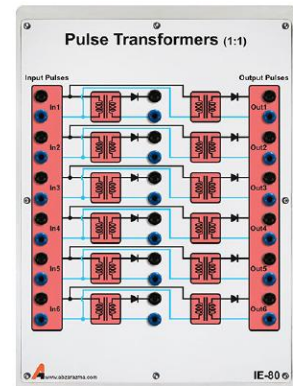 Pulse Transformers (1:1)
Input Pulses
Output Pulses
In1
Out1
In2
Out2
In3
Out3
In4
Out4
In5
Out5
In6
Out6
www.abzarazma.com
IE-80